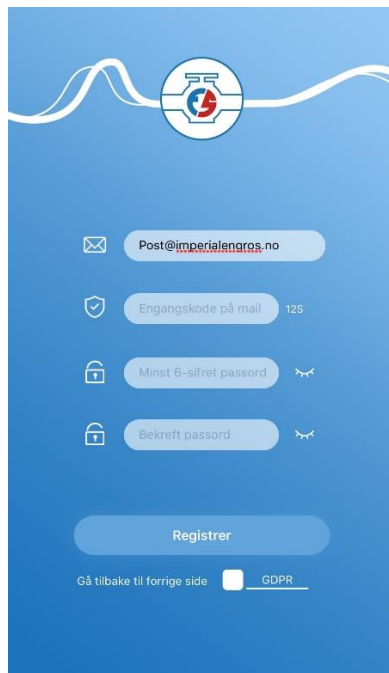 Post@imperialengros.no
Engangskode på mail 12S
Minst 6-sifret passord
Bekreft passord
Registrer
Gå tilbake til forrige side GDPR